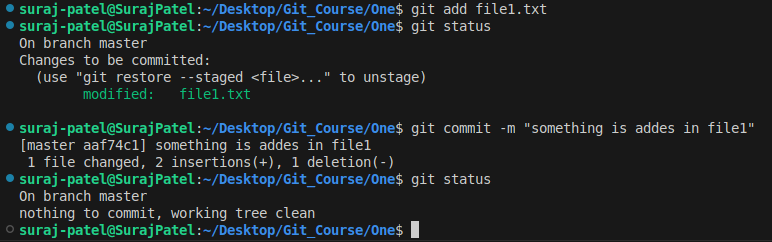 suraj-patel@SurajPatel:~/Desktop/Git_Course/One$ git add file1.txt
suraj-patel@SurajPatel:~/Desktop/Git_Course/One$ git status
On branch master
Changes to be committed:
  (use "git restore --staged <file>..." to unstage)
        modified:   file1.txt

suraj-patel@SurajPatel:~/Desktop/Git_Course/One$ git commit -m "something is addes in file1"
[master aaf74c1] something is addes in file1
 1 file changed, 2 insertions(+), 1 deletion(-)
suraj-patel@SurajPatel:~/Desktop/Git_Course/One$ git status
On branch master
nothing to commit, working tree clean
suraj-patel@SurajPatel:~/Desktop/Git_Course/One$